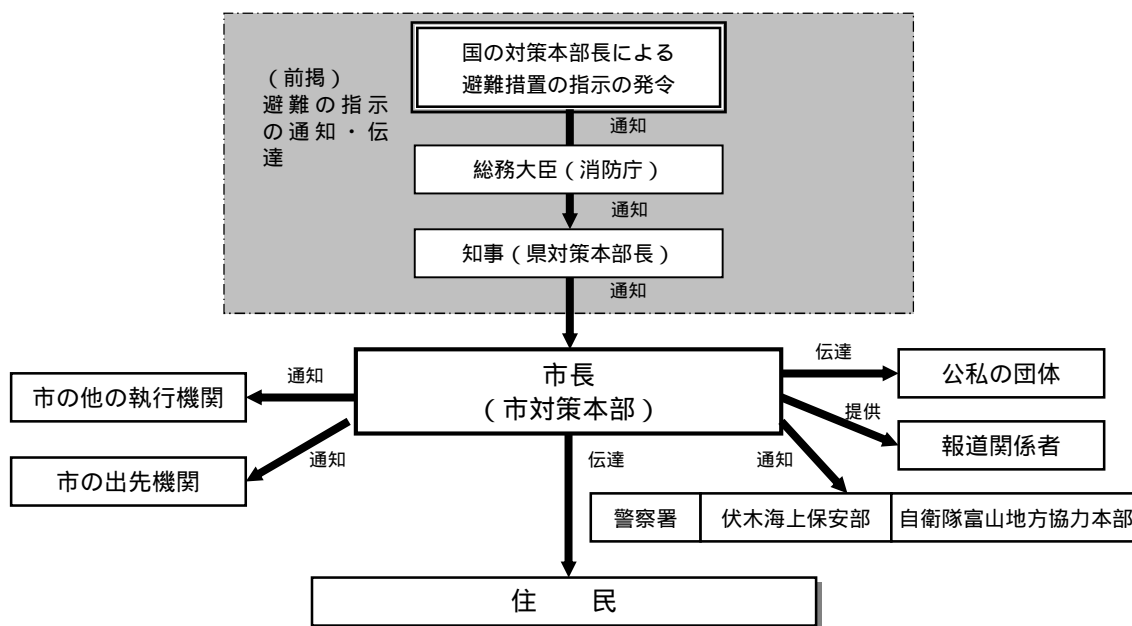 国の対策本部長による
避難措置の指示の発令
(前掲)
避難の指示
の通知・伝
達
通知
総務大臣(消防庁)
通知
知事(県対策本部長)
通知
市長
(市対策本部)
通知
市の他の執行機関
通知
市の出先機関
伝達
公私の団体
提供
報道関係者
通知
警察署
伏木海上保安部
自衛隊富山地方協力本部
伝達
住　民